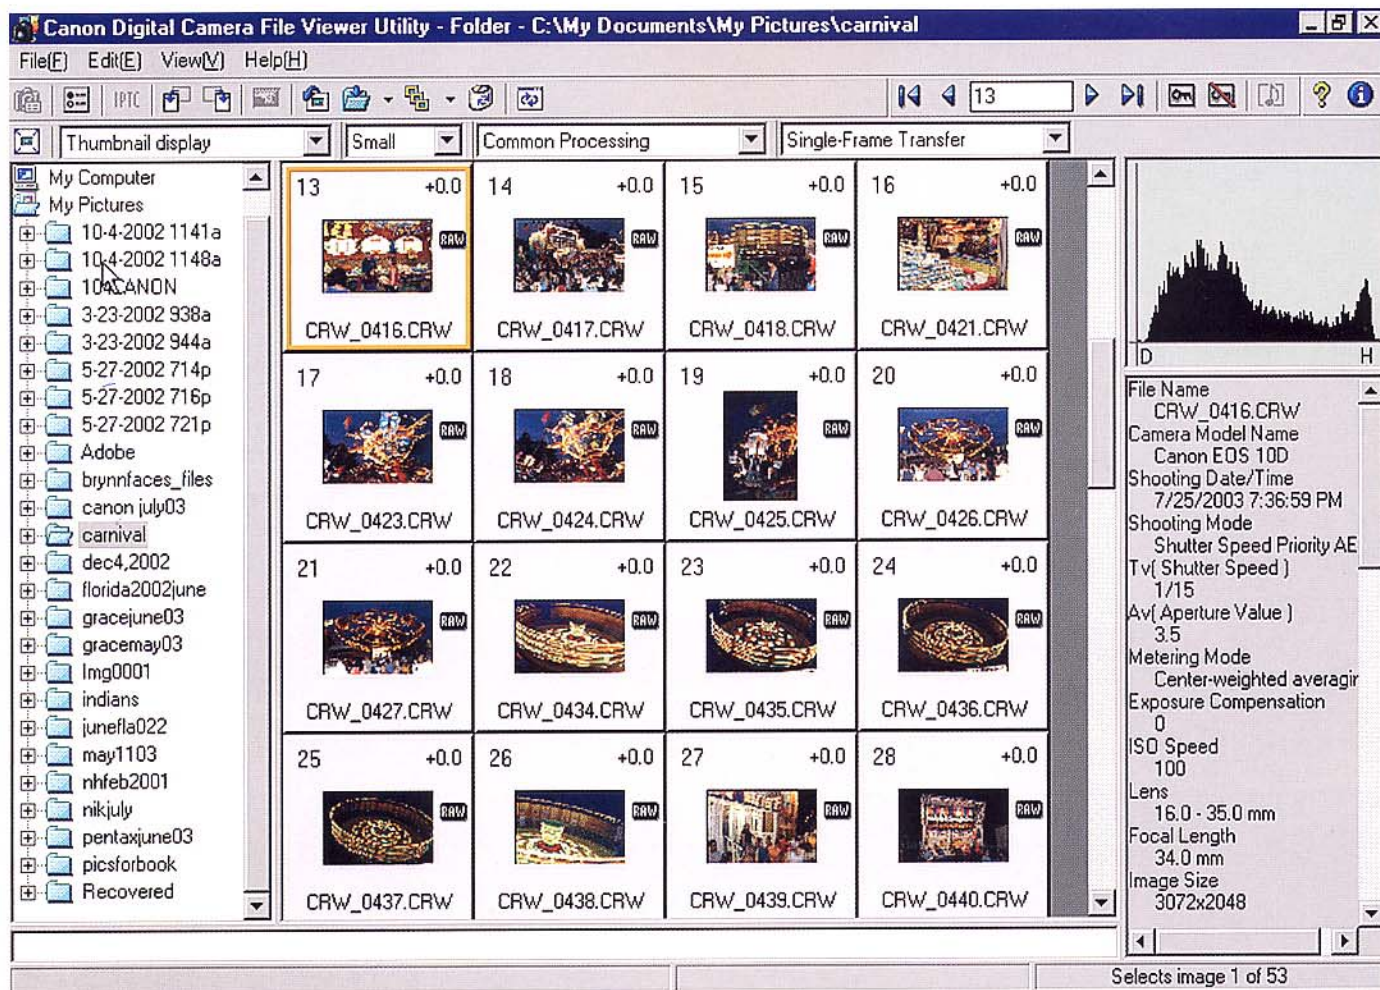 Canon Digital Camera File Viewer Utility - Folder - C:\My Documents\My Pictures\carnival
File(F) Edit(E) View(V) Help(H)
IPTC 13
Thumbnail display Small Common Processing Single-Frame Transfer
My Computer
My Pictures
10-4-2002 1141a
10-4-2002 1148a
3-23-2002 938a
3-23-2002 944a
5-27-2002 714p
5-27-2002 716p
5-27-2002 721p
Adobe
brynnfaces_files
canon july03
carnival
dec4,2002
florida2002june
gracejune03
gracemay03
Img0001
indians
junefla022
may1103
nhfeb2001
nikjuly
pentaxjune03
picsforbook
Recovered
13 +0.0 14 +0.0 15 +0.0 16 +0.0
RAW RAW RAW RAW
CRW_0416.CRW CRW_0417.CRW CRW_0418.CRW CRW_0421.CRW
17 +0.0 18 +0.0 19 +0.0 20 +0.0
RAW RAW RAW RAW
CRW_0423.CRW CRW_0424.CRW CRW_0425.CRW CRW_0426.CRW
21 +0.0 22 +0.0 23 +0.0 24 +0.0
RAW RAW RAW RAW
CRW_0427.CRW CRW_0434.CRW CRW_0435.CRW CRW_0436.CRW
25 +0.0 26 +0.0 27 +0.0 28 +0.0
RAW RAW RAW RAW
CRW_0437.CRW CRW_0438.CRW CRW_0439.CRW CRW_0440.CRW
D H
File Name
CRW_0416.CRW
Camera Model Name
Canon EOS 10D
Shooting Date/Time
7/25/2003 7:36:59 PM
Shooting Mode
Shutter Speed Priority AE
Tv( Shutter Speed )
1/15
Av( Aperture Value )
3.5
Metering Mode
Center-weighted averagin
Exposure Compensation
0
ISO Speed
100
Lens
16.0 - 35.0 mm
Focal Length
34.0 mm
Image Size
3072x2048
Selects image 1 of 53